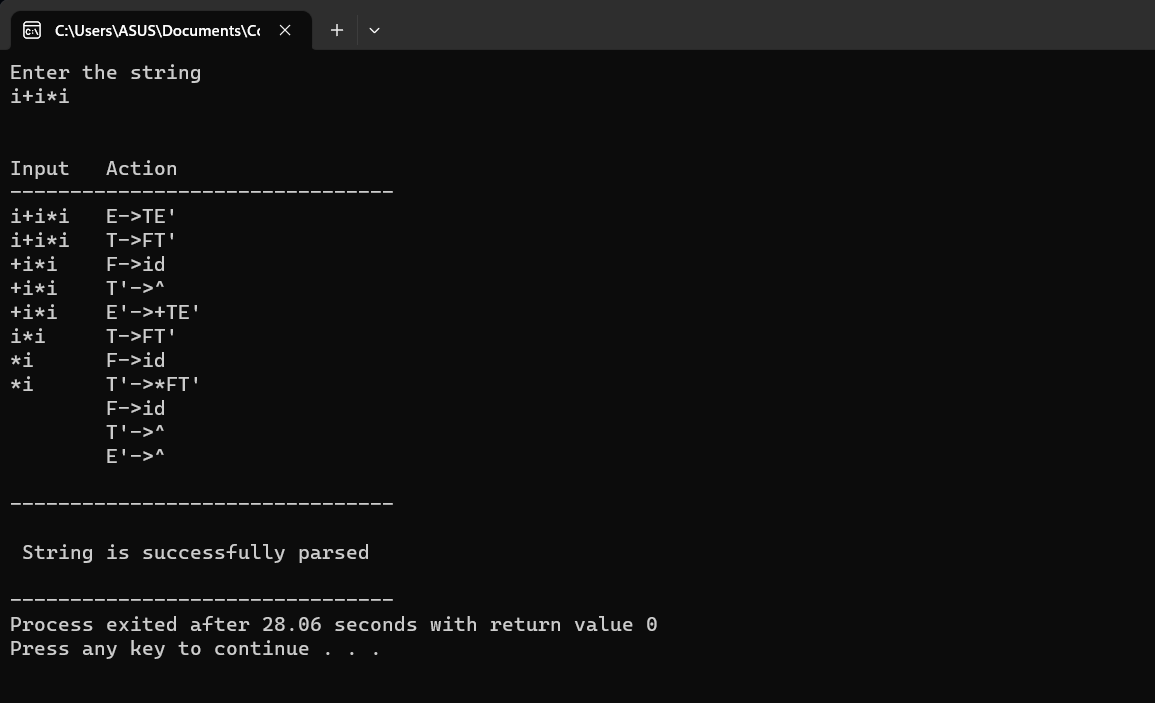 C:\Users\ASUS\Documents\Co
Enter the string
i+i*i
Input   Action
--------------------------------
i+i*i   E->TE'
i+i*i   T->FT'
+i*i    F->id
+i*i    T'->^
+i*i    E'->+TE'
i*i     T->FT'
*i      F->id
*i      T'->*FT'
F->id
T'->^
E'->^
--------------------------------
String is successfully parsed
--------------------------------
Process exited after 28.06 seconds with return value 0
Press any key to continue . . .